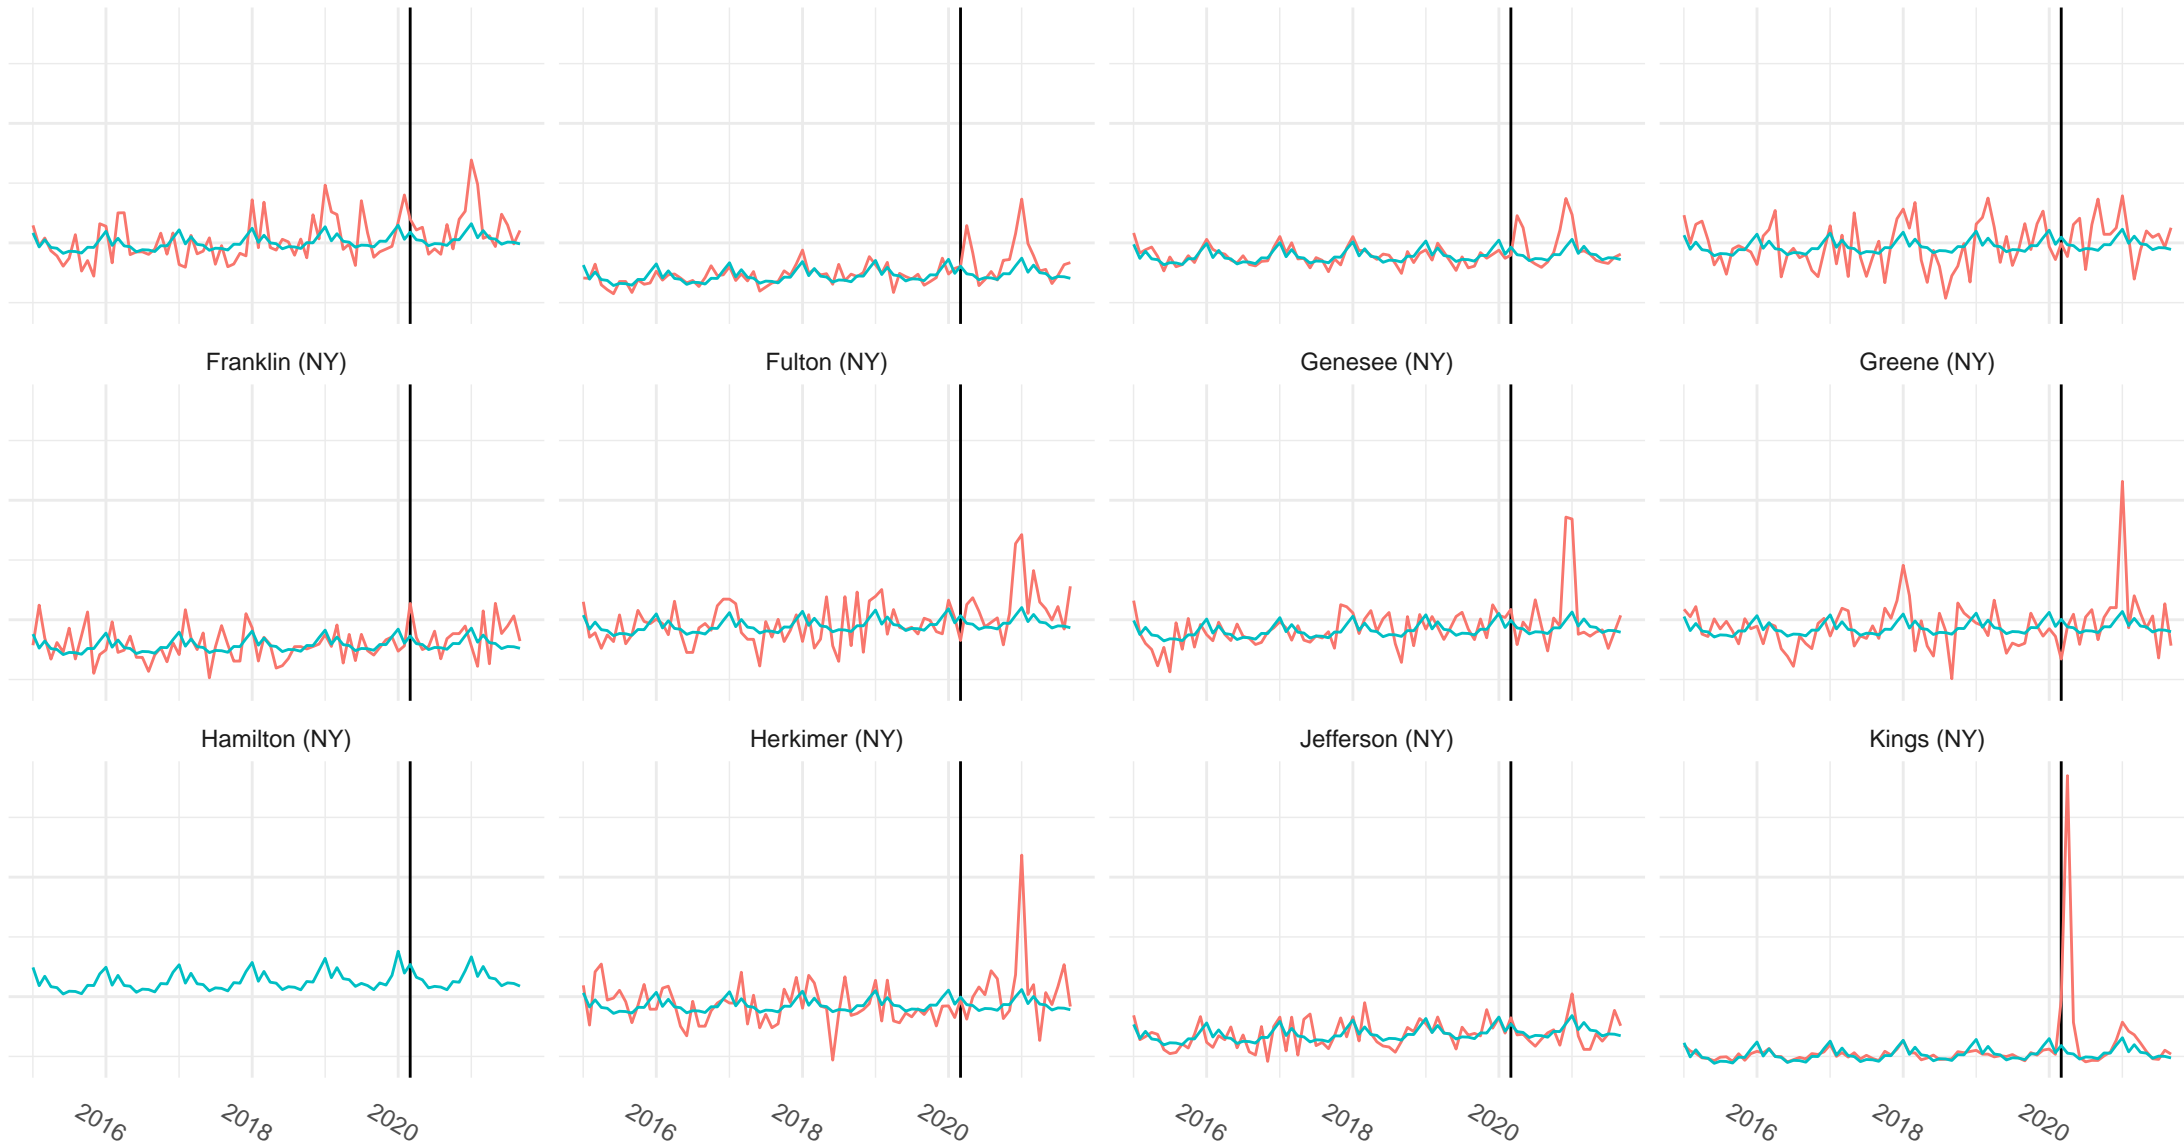 Franklin (NY) Fulton (NY) Genesee (NY) Greene (NY)
Hamilton (NY) Herkimer (NY) Jefferson (NY) Kings (NY)
2016 2018 2020 2016 2018 2020 2016 2018 2020 2016 2018 2020